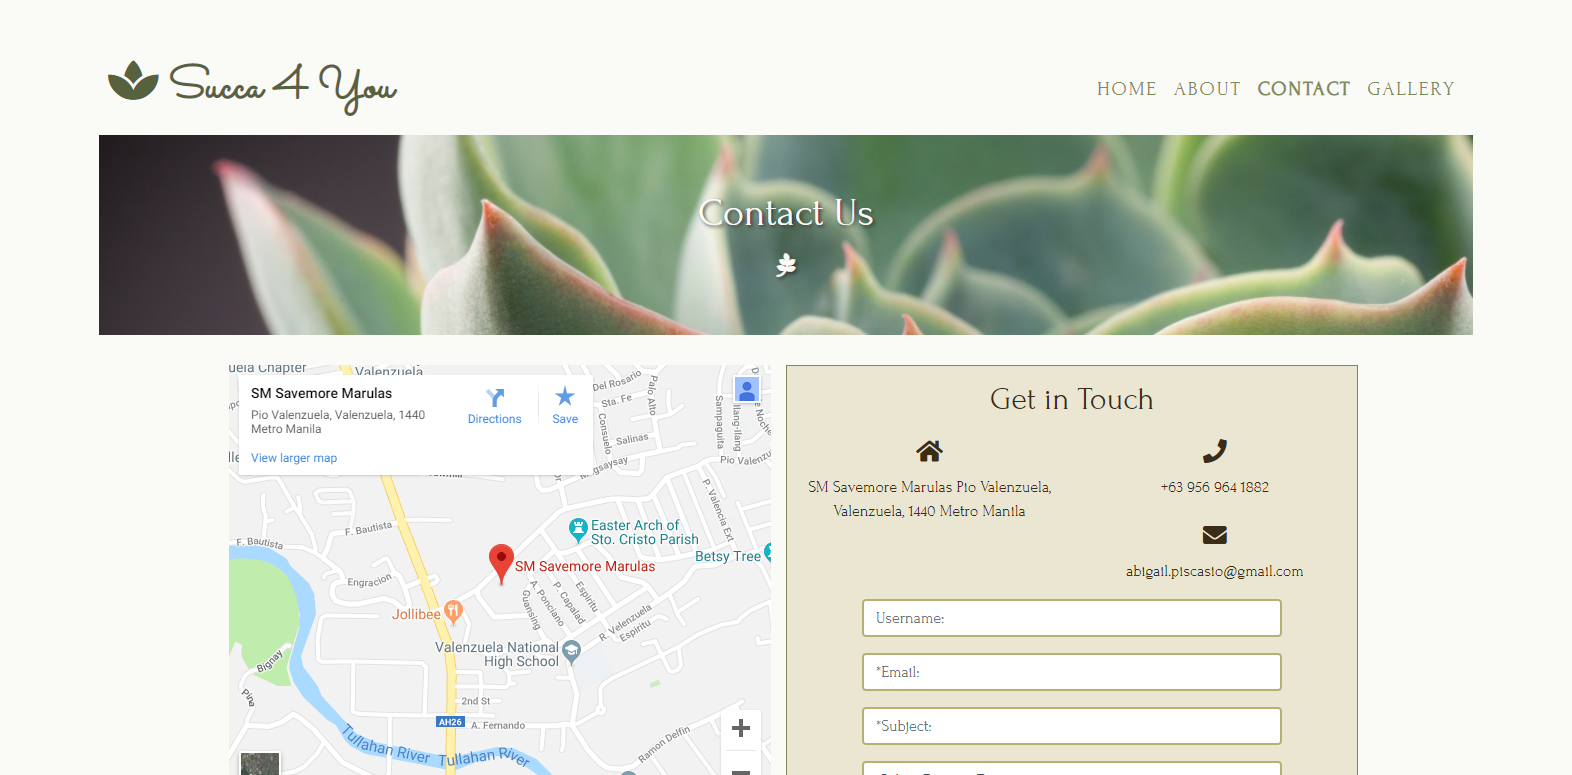 Succa 4 You
HOME ABOUT CONTACT GALLERY
Contact Us
uela Chapter
Valenzuela
SM Savemore Marulas
Pio Valenzuela, Valenzuela, 1440
Metro Manila
View larger map
Directions
Save
Del Rosario
Sta. Fe
Palo Alto
Consuelo
Salinas
Sampaguita
Ilang-Ilang
Magsaysay
Pio Valenzuela
P. Valencia Ext
F. Bautista
F. Bautista
Easter Arch of
Sto. Cristo Parish
Betsy Tree
SM Savemore Marulas
Engracion
A. Ponciano
Guansing
P. Capalad
Espiritu
Jollibee
R. Velenzuela
Espiritu
Valenzuela National
High School
Bignay
Pina
2nd St
AH26
A. Fernando
Tullahan River
Tullahan River
Ramon Delfin
Get in Touch
SM Savemore Marulas Pio Valenzuela,
Valenzuela, 1440 Metro Manila
+63 956 964 1882
abigail.piscasio@gmail.com
Username:
*Email:
*Subject: